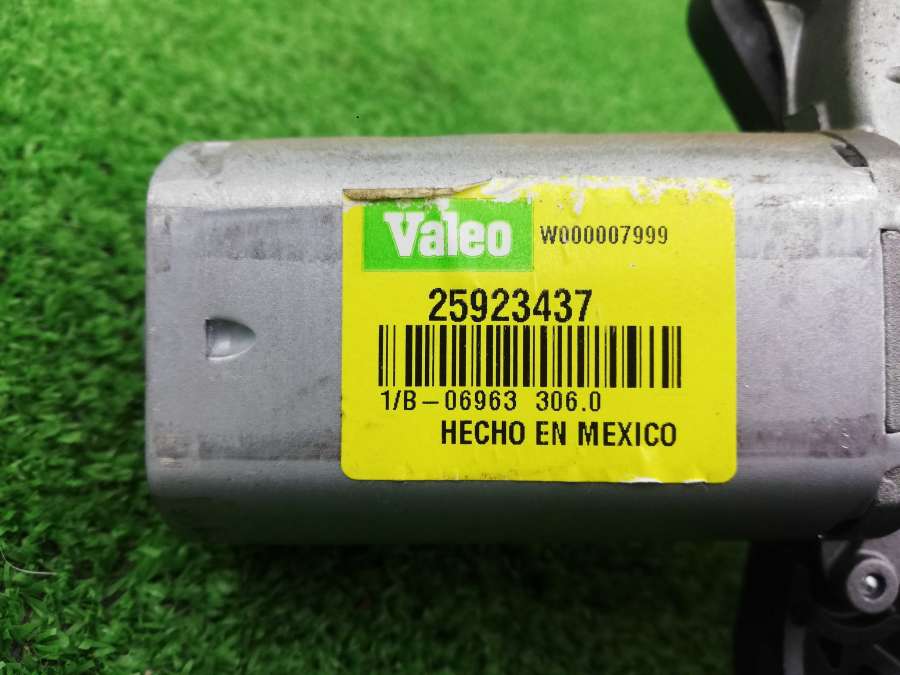 Valeo W000007999
25923437
1/B-06963 306.0
HECHO EN MEXICO